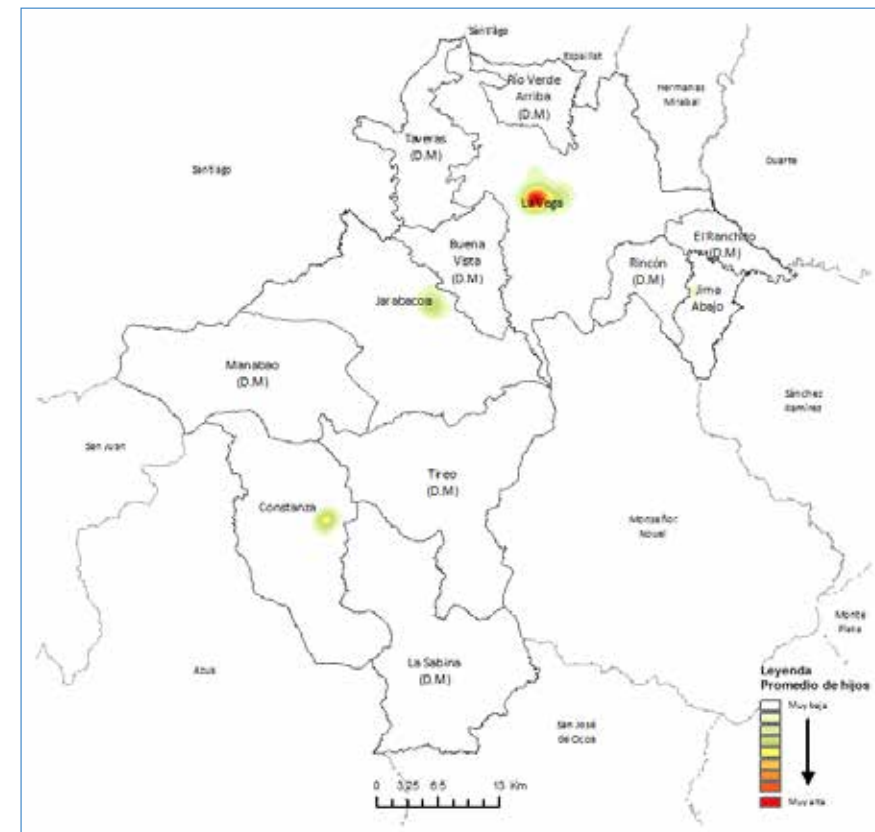 Santiago
Espaillat
Río Verde
Arriba
(D.M)
Hermanas
Mirabal
Taveras
(D.M)
Santiago
Duarte
La Vega
Buena
Vista
(D.M)
El Ranchito
(D.M)
Rincón
(D.M)
Jima
Abajo
Jarabacoa
Manabao
(D.M)
Sánchez
Ramírez
San Juan
Tireo
(D.M)
Constanza
Monseñor
Nouel
Monte
Plata
La Sabina
(D.M)
Azua
San José
de Ocoa
Leyenda
Promedio de hijos
Muy baja
Muy alta
0 3,25 6.5 13 Km